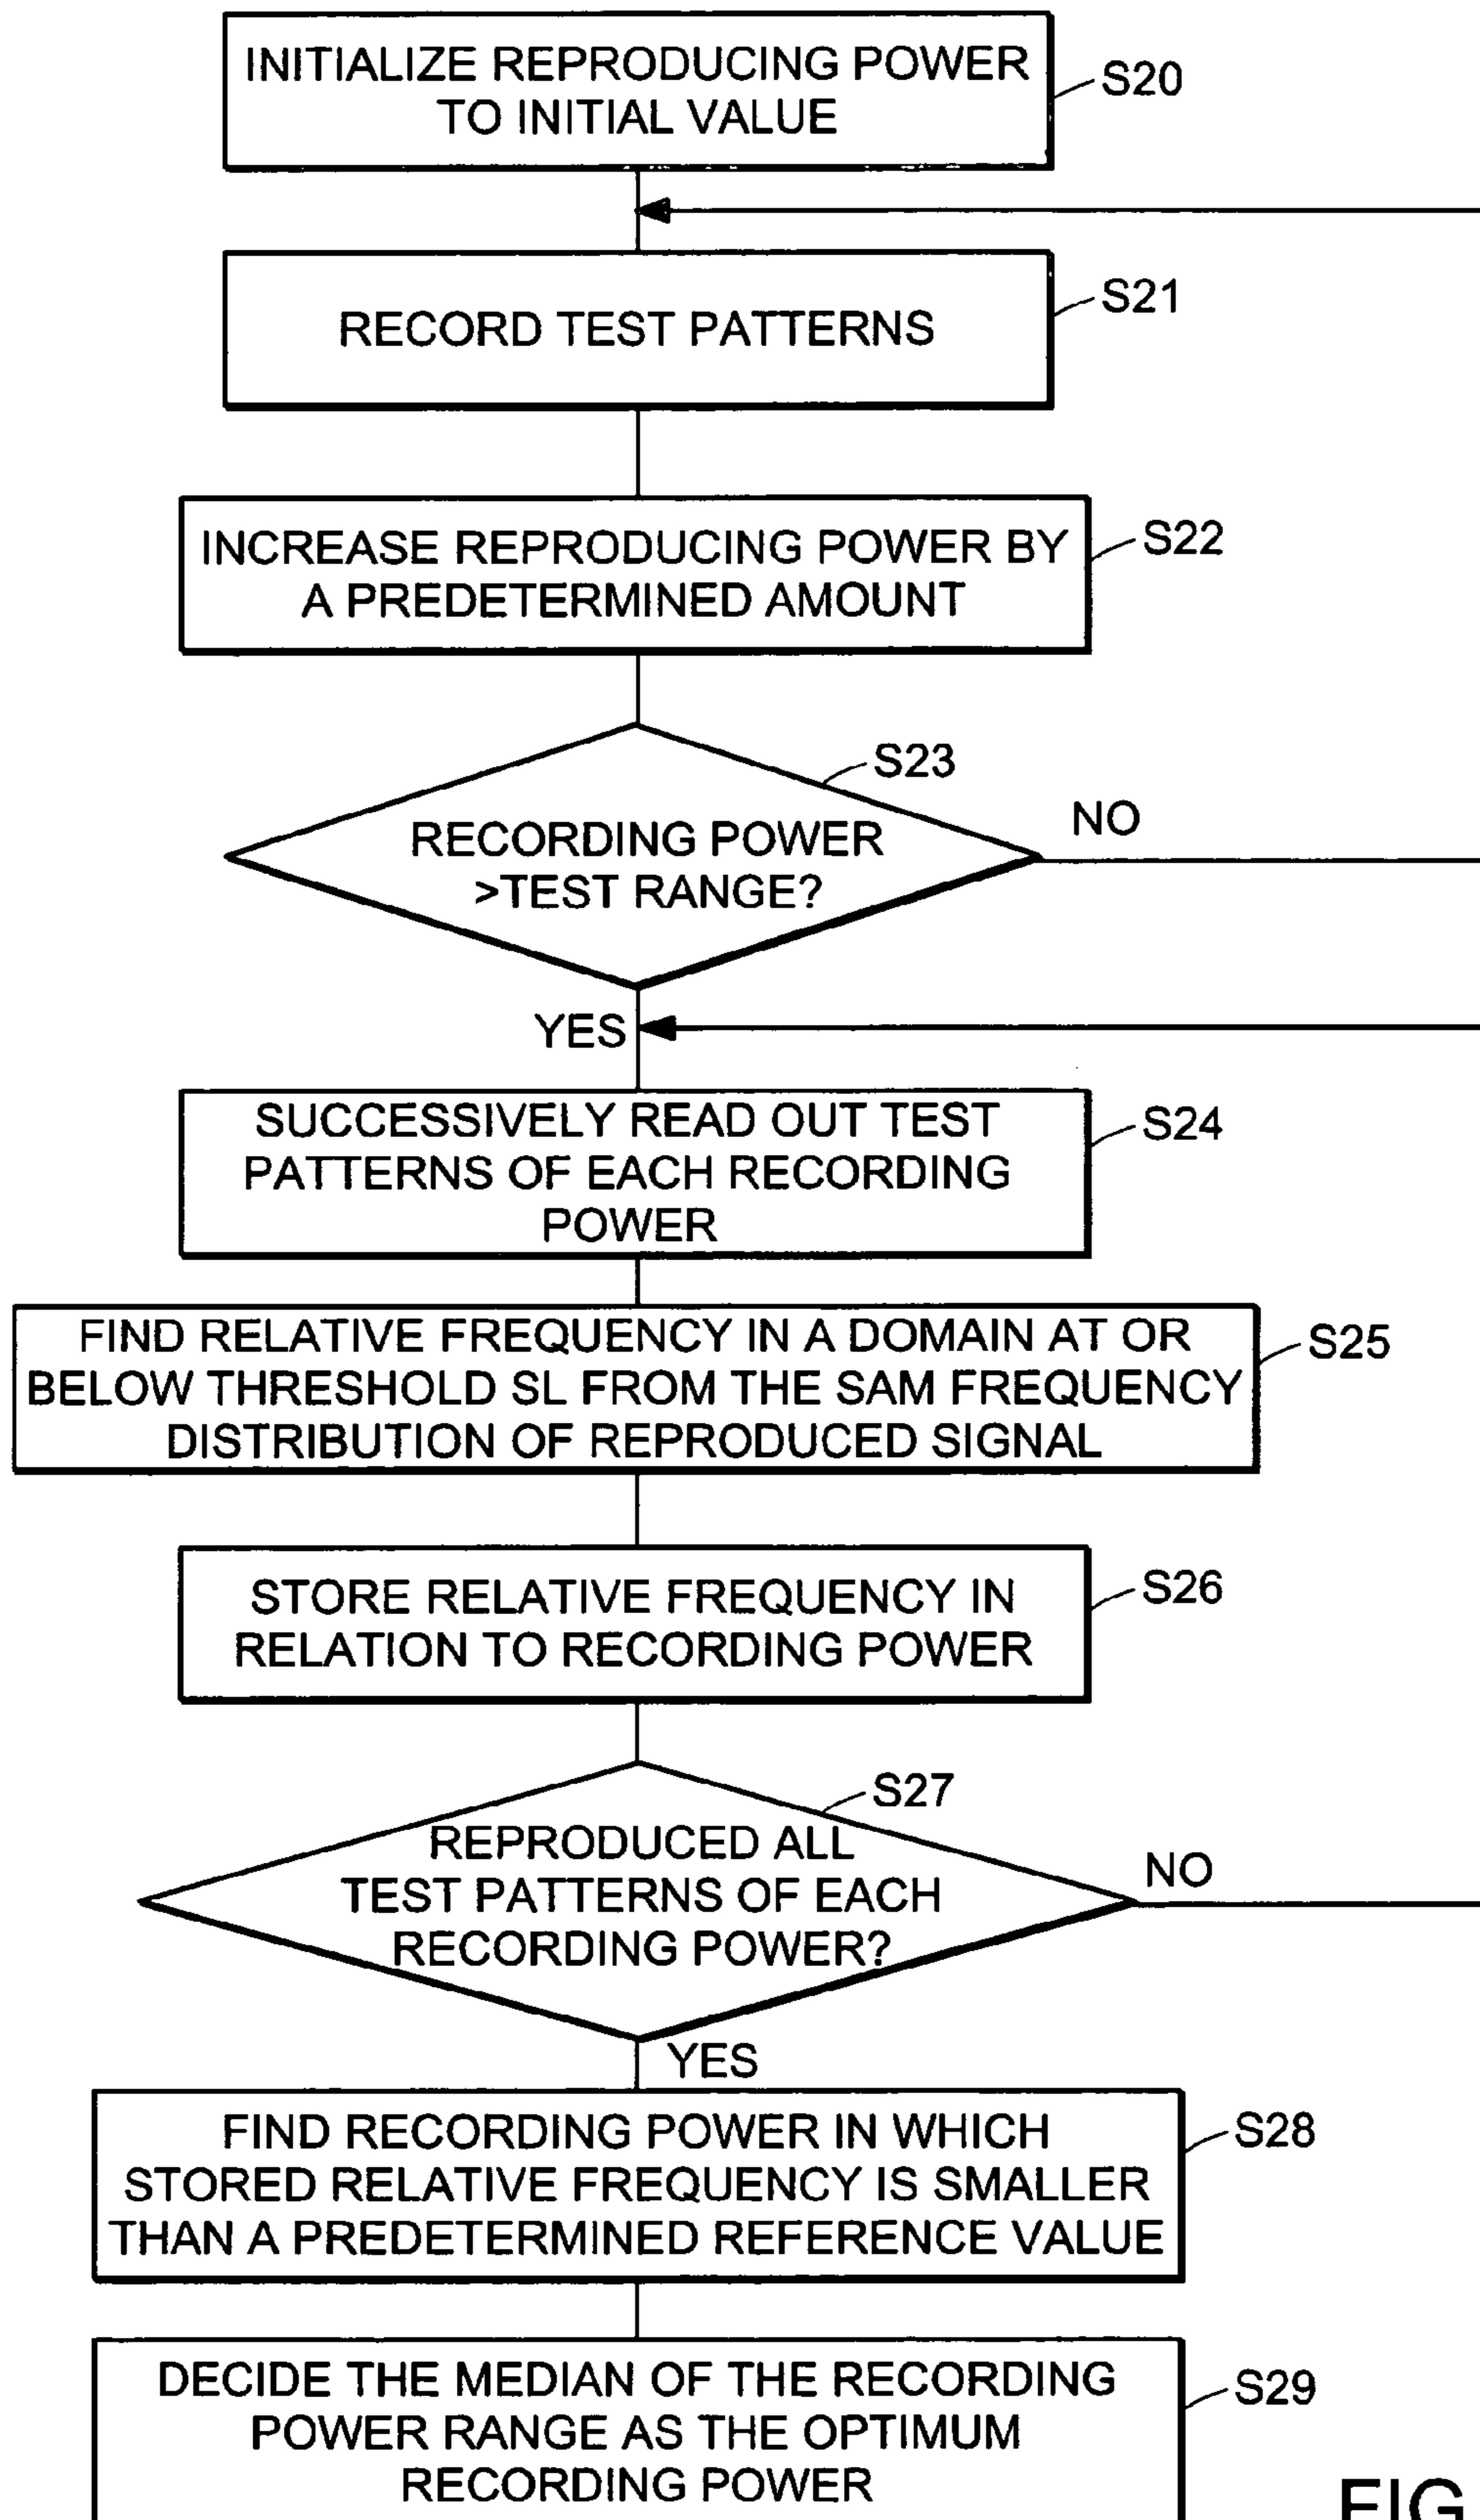 INITIALIZE REPRODUCING POWER
TO INITIAL VALUE
S20
RECORD TEST PATTERNS
S21
INCREASE REPRODUCING POWER BY
A PREDETERMINED AMOUNT
S22
S23
RECORDING POWER
>TEST RANGE?
NO
YES
SUCCESSIVELY READ OUT TEST
PATTERNS OF EACH RECORDING
POWER
S24
FIND RELATIVE FREQUENCY IN A DOMAIN AT OR
BELOW THRESHOLD SL FROM THE SAM FREQUENCY
DISTRIBUTION OF REPRODUCED SIGNAL
S25
STORE RELATIVE FREQUENCY IN
RELATION TO RECORDING POWER
S26
S27
REPRODUCED ALL
TEST PATTERNS OF EACH
RECORDING POWER?
NO
YES
FIND RECORDING POWER IN WHICH
STORED RELATIVE FREQUENCY IS SMALLER
THAN A PREDETERMINED REFERENCE VALUE
S28
DECIDE THE MEDIAN OF THE RECORDING
POWER RANGE AS THE OPTIMUM
RECORDING POWER
S29
FIG